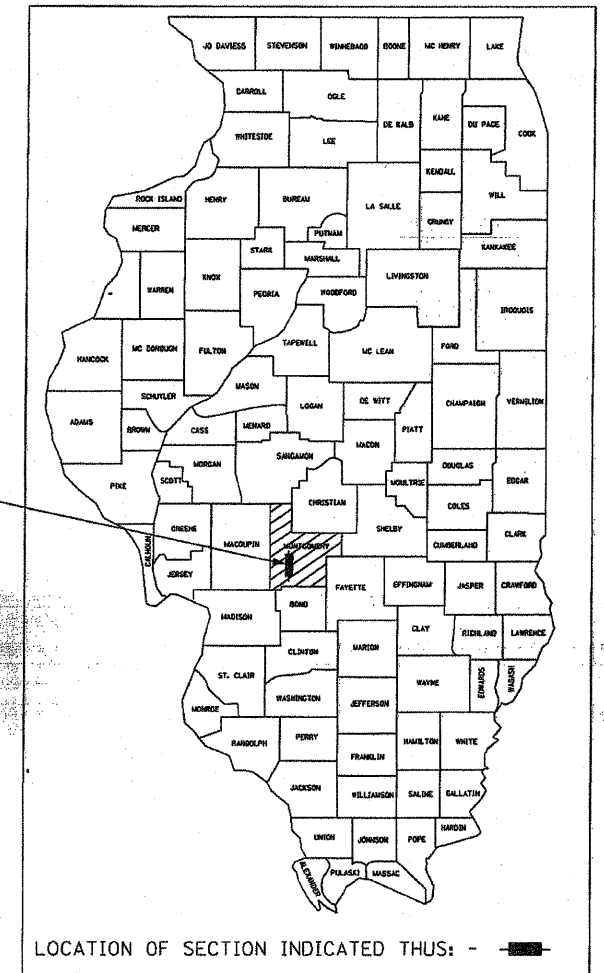 JO DAVIESS STEVENSON WINNEBAGO BOONE MC HENRY LAKE
CARROLL OGLE
WHITESIDE LEE DE KALB KANE DU PAGE COOK
KENDALL
WILL
ROCK ISLAND HENRY BUREAU LA SALLE GRUNDY
MERCER PUTNAM
STARK MARSHALL KANKAKEE
KNOX LIVINGSTON
WARREN PEORIA WOODFORD IROQUOIS
TAPEWELL MC LEAN FORD
HANCOCK MC DONOUGH FULTON
MASON
SCHUYLER LOGAN DE WITT CHAMPAIGN VERMILION
ADAMS BROWN CASS MENARD PIATT
MACON
MORGAN SANGAMON DOUGLAS
PIKE SCOTT MOULTRIE EDGAR
CHRISTIAN COLES
GREENE SHELBY
MACOUPIN MONTGOMERY CUMBERLAND CLARK
CALHOUN JERSEY
FAYETTE EFFINGHAM JASPER CRAWFORD
MADISON BOND
CLAY RICHLAND LAWRENCE
CLINTON MARION
ST. CLAIR WAYNE EDWARDS WABASH
WASHINGTON JEFFERSON
MONROE
RANDOLPH PERRY HAMILTON WHITE
FRANKLIN
JACKSON WILLIAMSON SALINE GALLATIN
HARDIN
UNION JOHNSON POPE
ALEXANDER PULASKI MASSAC
LOCATION OF SECTION INDICATED THUS: -